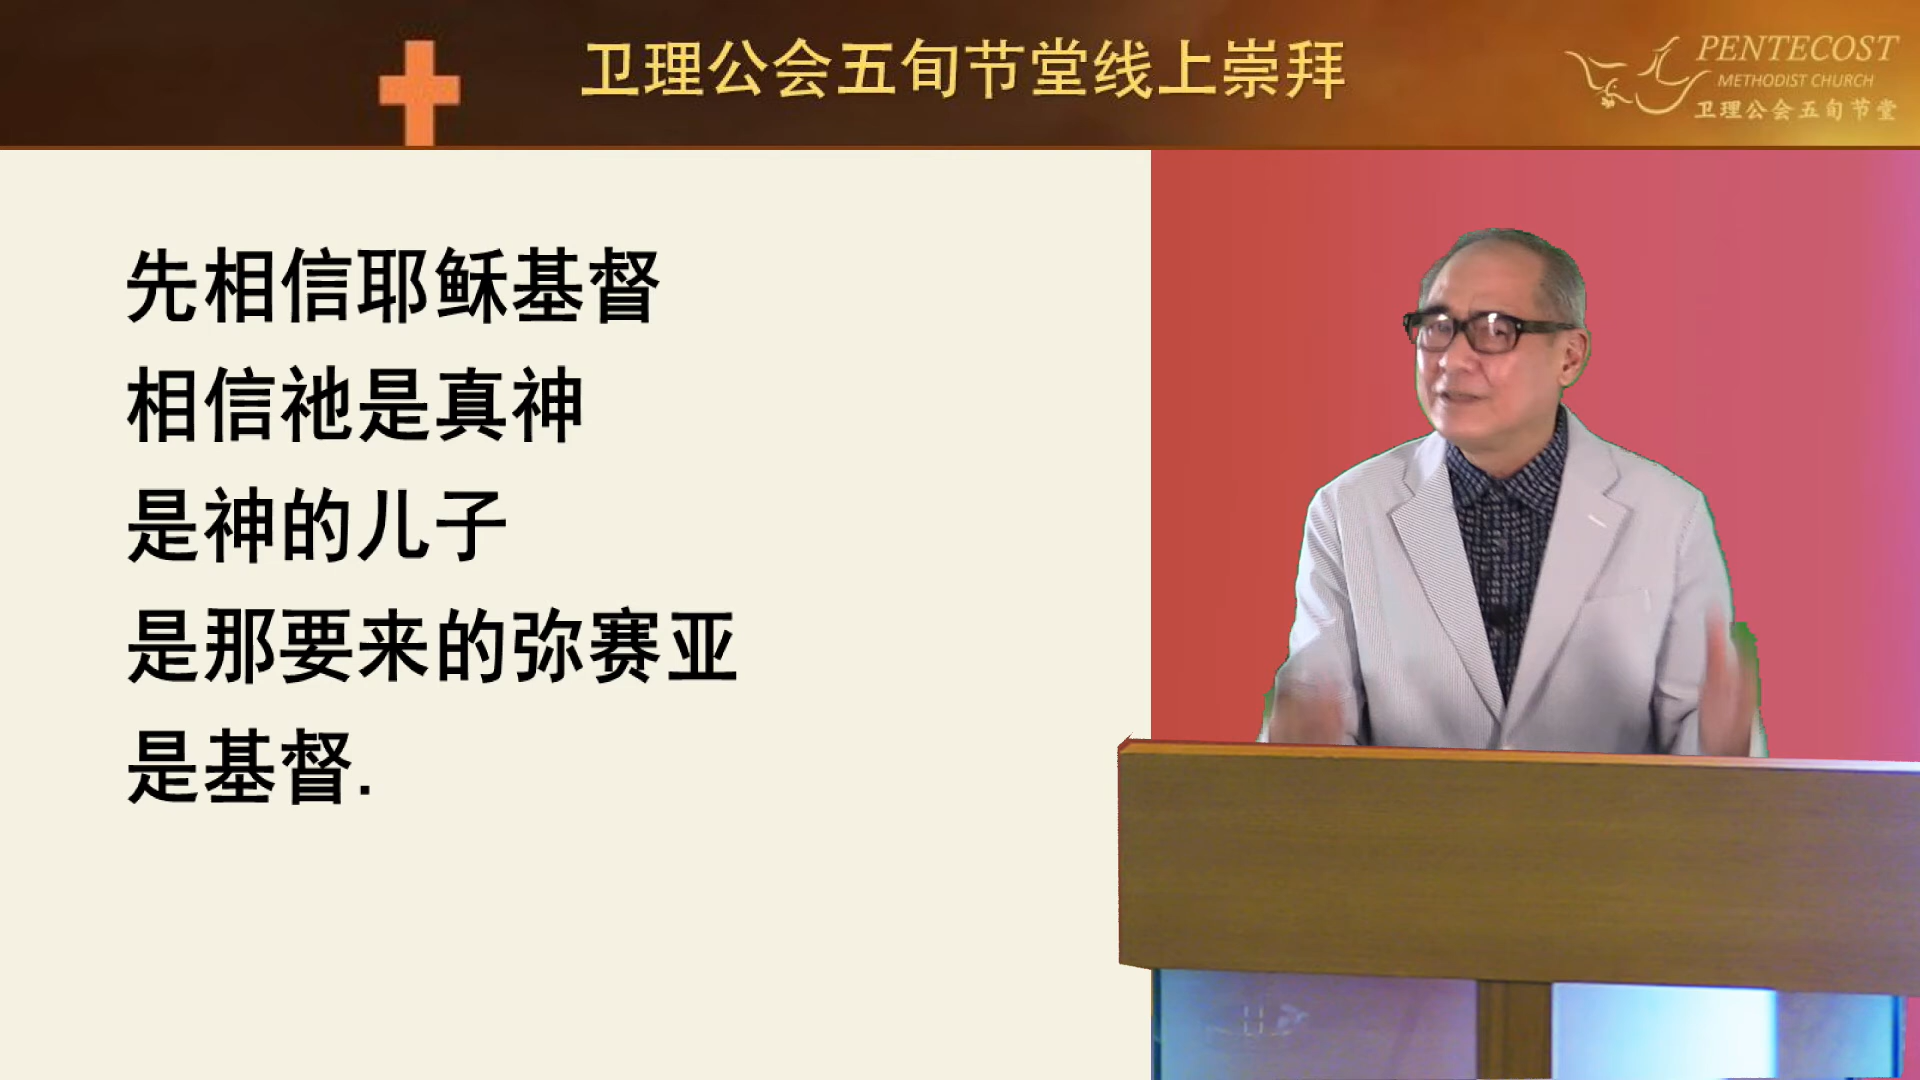 卫理公会五旬节堂线上崇拜
PENTECOST
METHODIST CHURCH
卫理公会五旬节堂
先相信耶稣基督
相信祂是真神
是神的儿子
是那要来的弥赛亚
是基督.